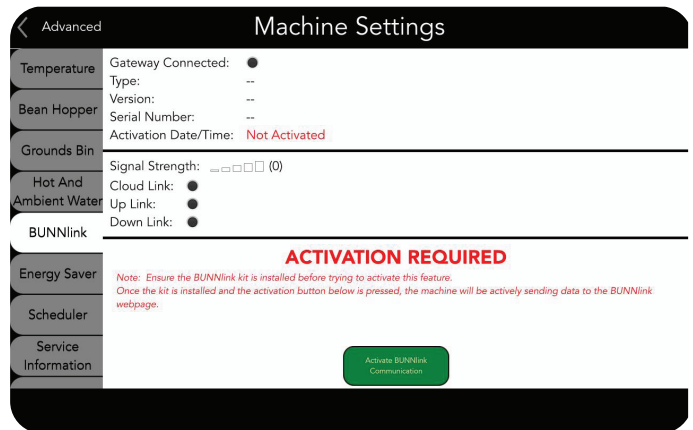 Advanced
Machine Settings
Temperature
Bean Hopper
Grounds Bin
Hot And
Ambient Water
BUNNlink
Energy Saver
Scheduler
Service
Information
Gateway Connected:
Type: --
Version: --
Serial Number: --
Activation Date/Time: Not Activated
Signal Strength: (0)
Cloud Link:
Up Link:
Down Link:
ACTIVATION REQUIRED
Note: Ensure the BUNNlink kit is installed before trying to activate this feature.
Once the kit is installed and the activation button below is pressed, the machine will be actively sending data to the BUNNlink
webpage.
Activate BUNNlink
Communication